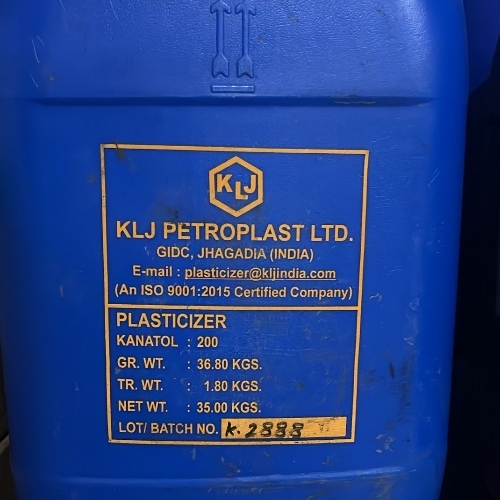 KLJ
KLJ PETROPLAST LTD.
GIDC, JHAGADIA (INDIA)
E-mail : plasticizer@kljindia.com
(An ISO 9001:2015 Certified Company)
PLASTICIZER
KANATOL : 200
GR. WT. : 36.80 KGS.
TR. WT. : 1.80 KGS.
NET WT. : 35.00 KGS.
LOT/ BATCH NO. K.2888